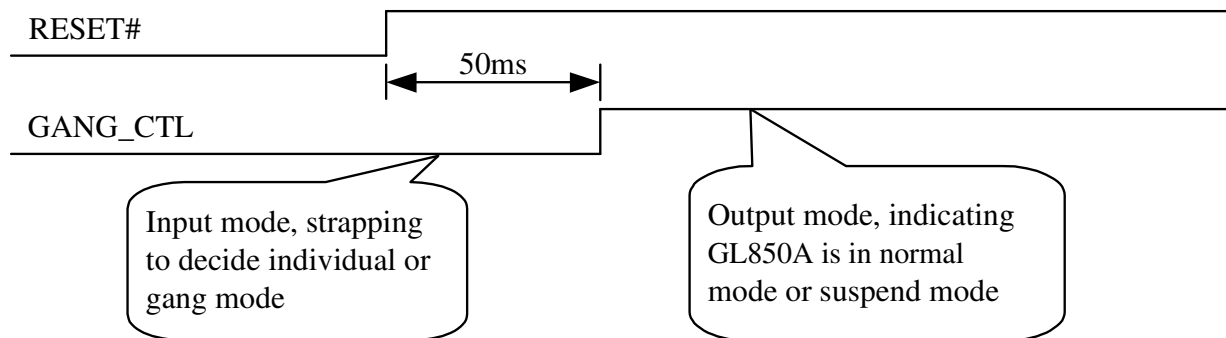 RESET#
50ms
GANG_CTL
Input mode, strapping
to decide individual or
gang mode
Output mode, indicating
GL850A is in normal
mode or suspend mode